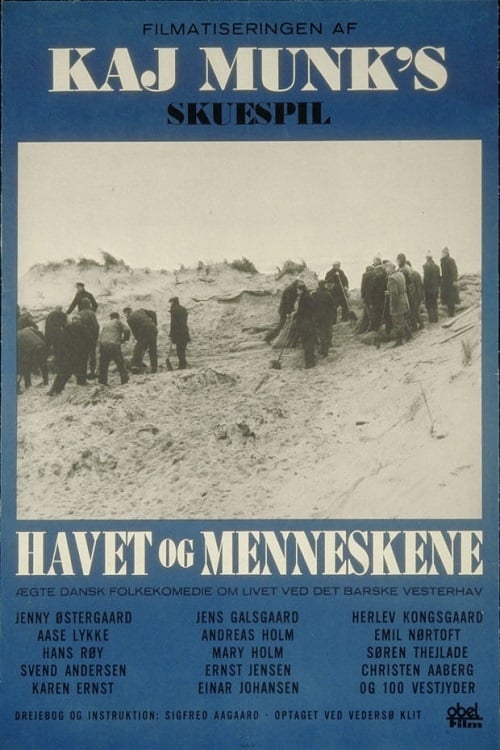 FILMATISERINGEN AF
KAJ MUNK'S
SKUESPIL
HAVET OG MENNESKENE
ÆGTE DANSK FOLKEKOMEDIE OM LIVET VED DET BARSKE VESTERHAV
JENNY ØSTERGAARD
AASE LYKKE
HANS RØY
SVEND ANDERSEN
KAREN ERNST
JENS GALSGAARD
ANDREAS HOLM
MARY HOLM
ERNST JENSEN
EINAR JOHANSEN
HERLEV KONGSGAARD
EMIL NØRTOFT
SØREN THEJLADE
CHRISTEN AABERG
OG 100 VESTJYDER
DREJEBOG OG INSTRUKTION: SIGFRED AAGAARD · OPTAGET VED VEDERSØ KLIT
obel
film